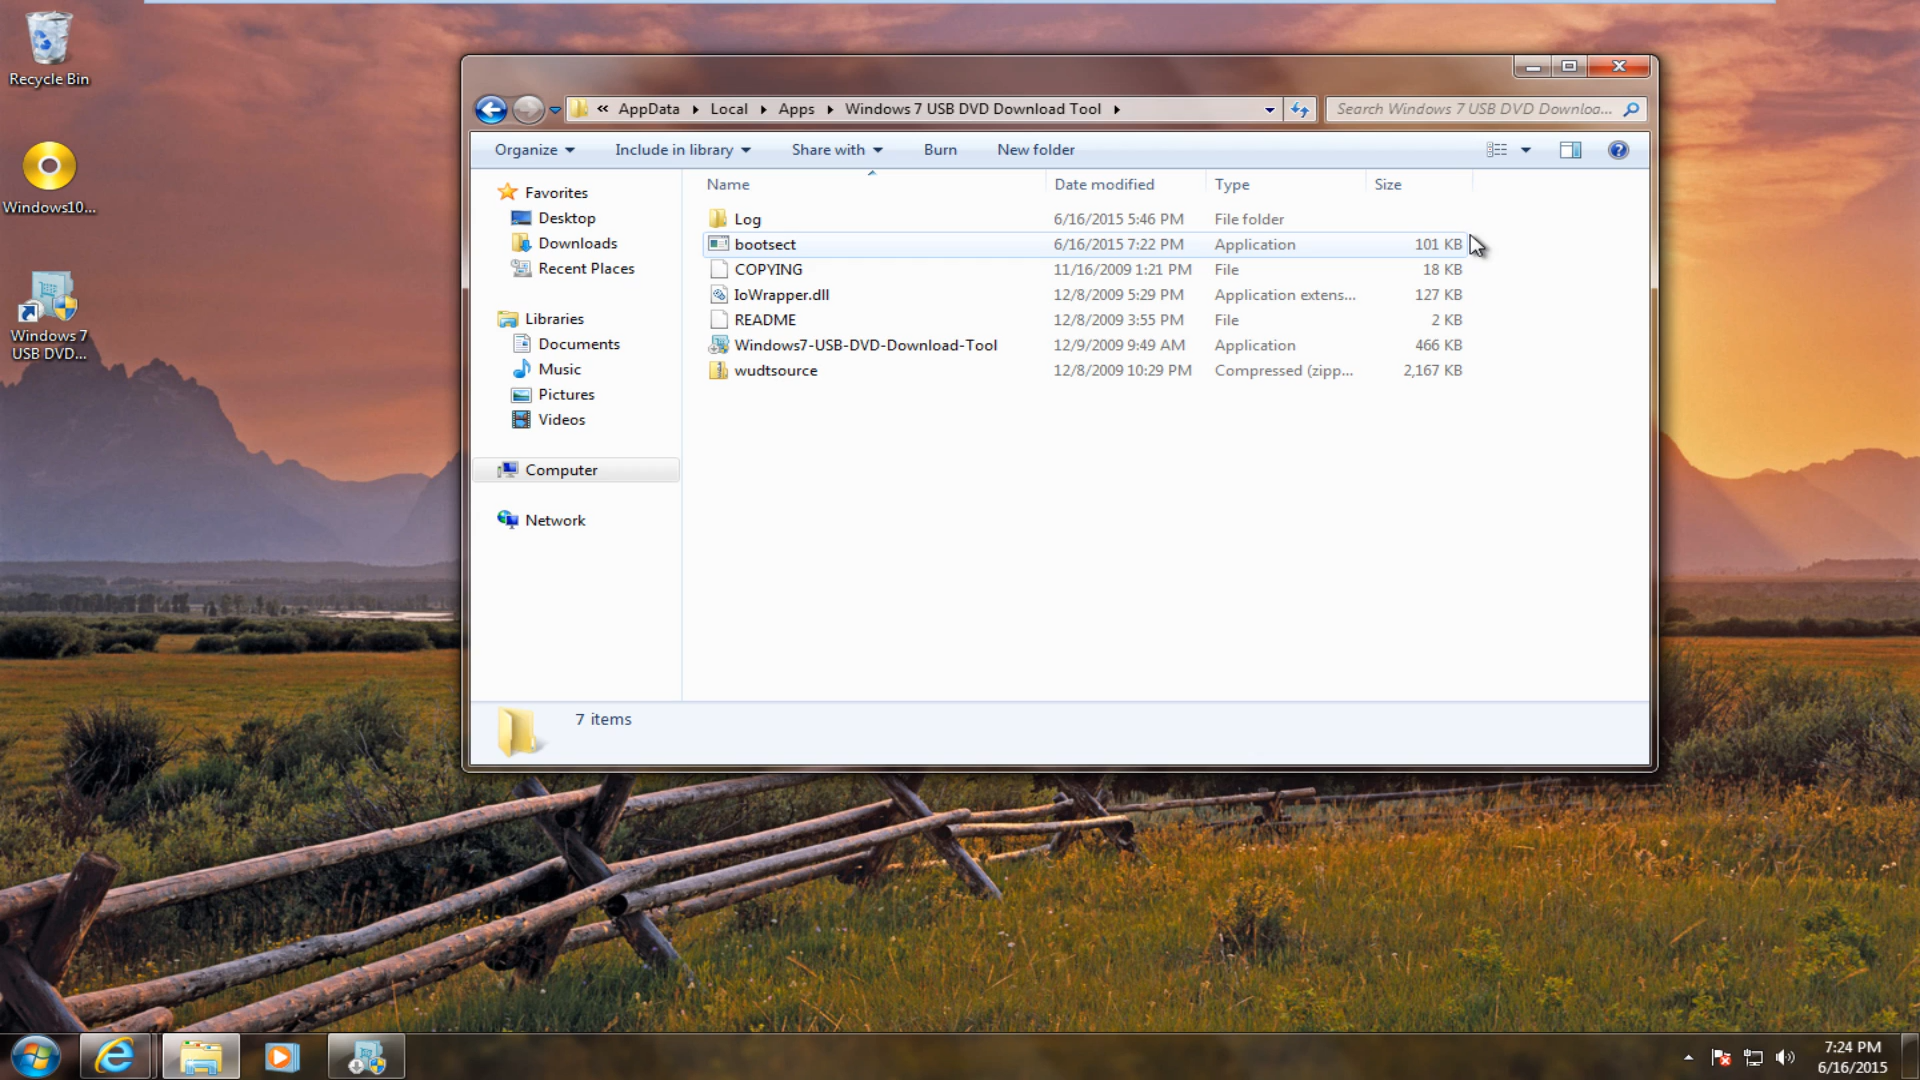 Recycle Bin
Windows10...
Windows 7
USB DVD...
« AppData Local Apps Windows 7 USB DVD Download Tool
Search Windows 7 USB DVD Downloa...
Organize Include in library Share with Burn New folder
Favorites
Desktop
Downloads
Recent Places
Libraries
Documents
Music
Pictures
Videos
Computer
Network
Name Date modified Type Size
Log 6/16/2015 5:46 PM File folder
bootsect 6/16/2015 7:22 PM Application 101 KB
COPYING 11/16/2009 1:21 PM File 18 KB
IoWrapper.dll 12/8/2009 5:29 PM Application extens... 127 KB
README 12/8/2009 3:55 PM File 2 KB
Windows7-USB-DVD-Download-Tool 12/9/2009 9:49 AM Application 466 KB
wudtsource 12/8/2009 10:29 PM Compressed (zipp... 2,167 KB
7 items
7:24 PM
6/16/2015